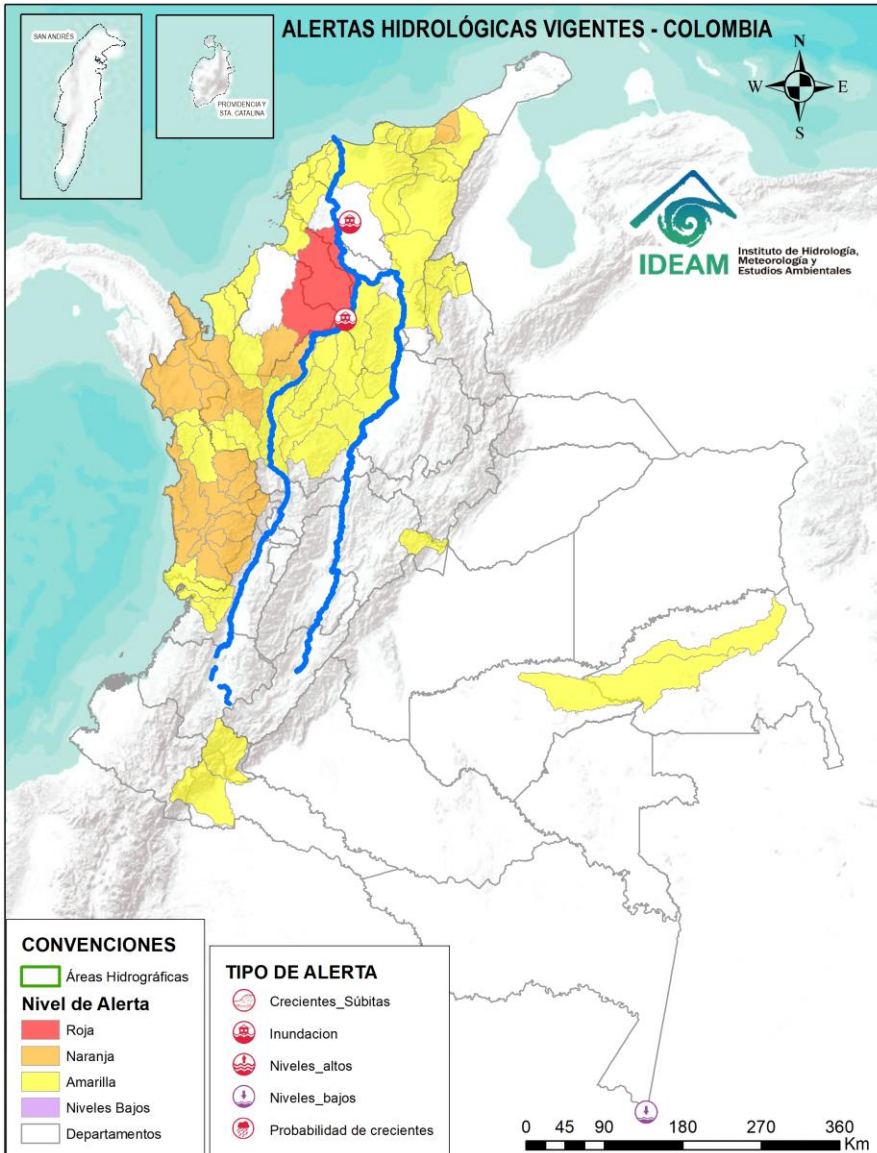 ALERTAS HIDROLÓGICAS VIGENTES - COLOMBIA
SAN ANDRÉS
PROVIDENCIA Y
STA. CATALINA
N
W
E
S
IDEAM
Instituto de Hidrología,
Meteorología y
Estudios Ambientales
CONVENCIONES
Áreas Hidrográficas
Nivel de Alerta
Roja
Naranja
Amarilla
Niveles Bajos
Departamentos
TIPO DE ALERTA
Crecientes_Súbitas
Inundacion
Niveles_altos
Niveles_bajos
Probabilidad de crecientes
0 45 90 180 270 360
Km